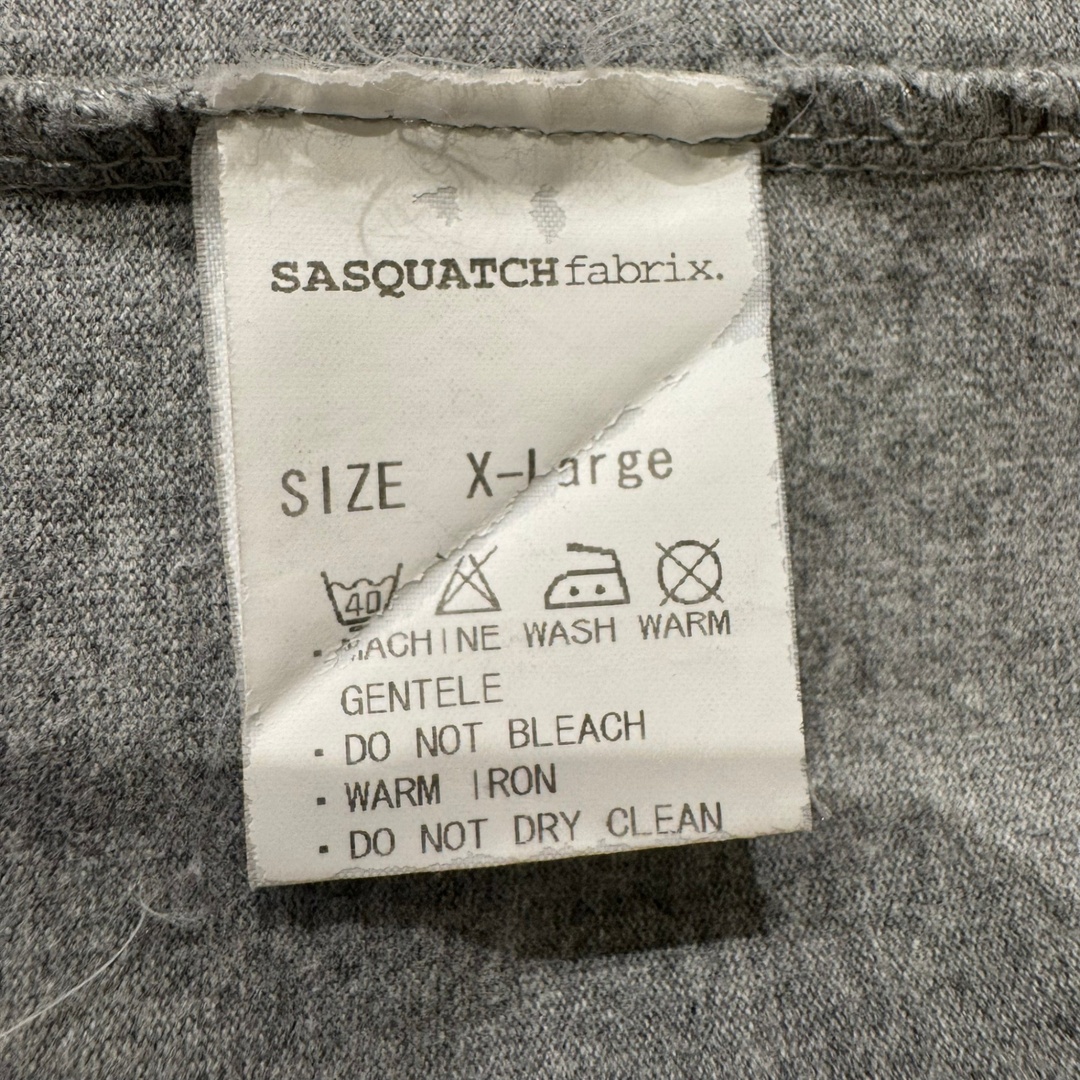 SASQUATCHfabrix.
SIZE X-Large
40
・MACHINE WASH WARM
GENTELE
・DO NOT BLEACH
・WARM IRON
・DO NOT DRY CLEAN